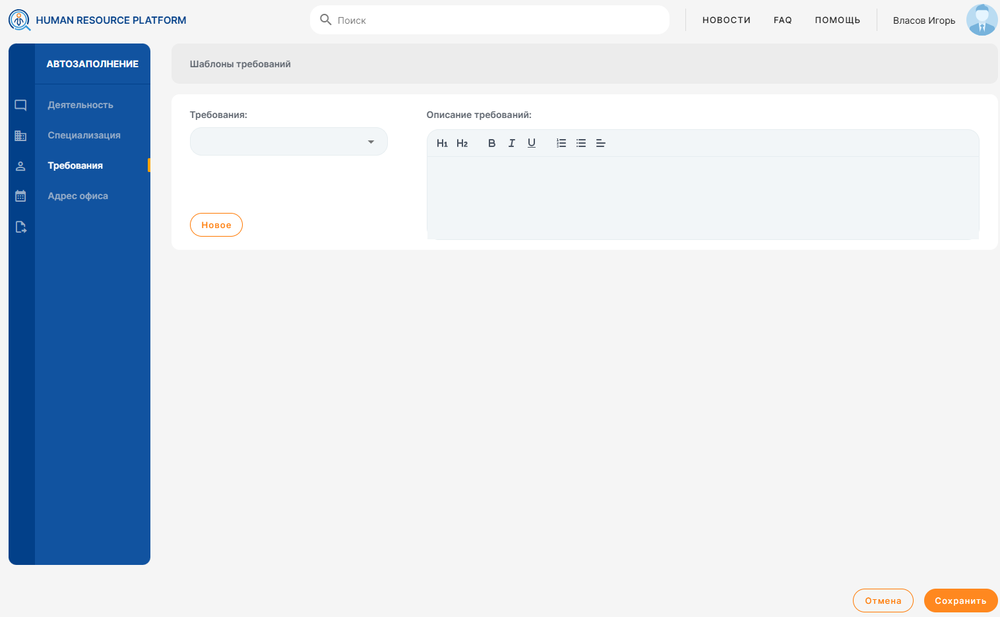 HUMAN RESOURCE PLATFORM
Поиск
НОВОСТИ
FAQ
ПОМОЩЬ
Власов Игорь
АВТОЗАПОЛНЕНИЕ
Деятельность
Специализация
Требования
Адрес офиса
Шаблоны требований
Требования:
Новое
Описание требований:
H1 H2 B I U
Отмена
Сохранить